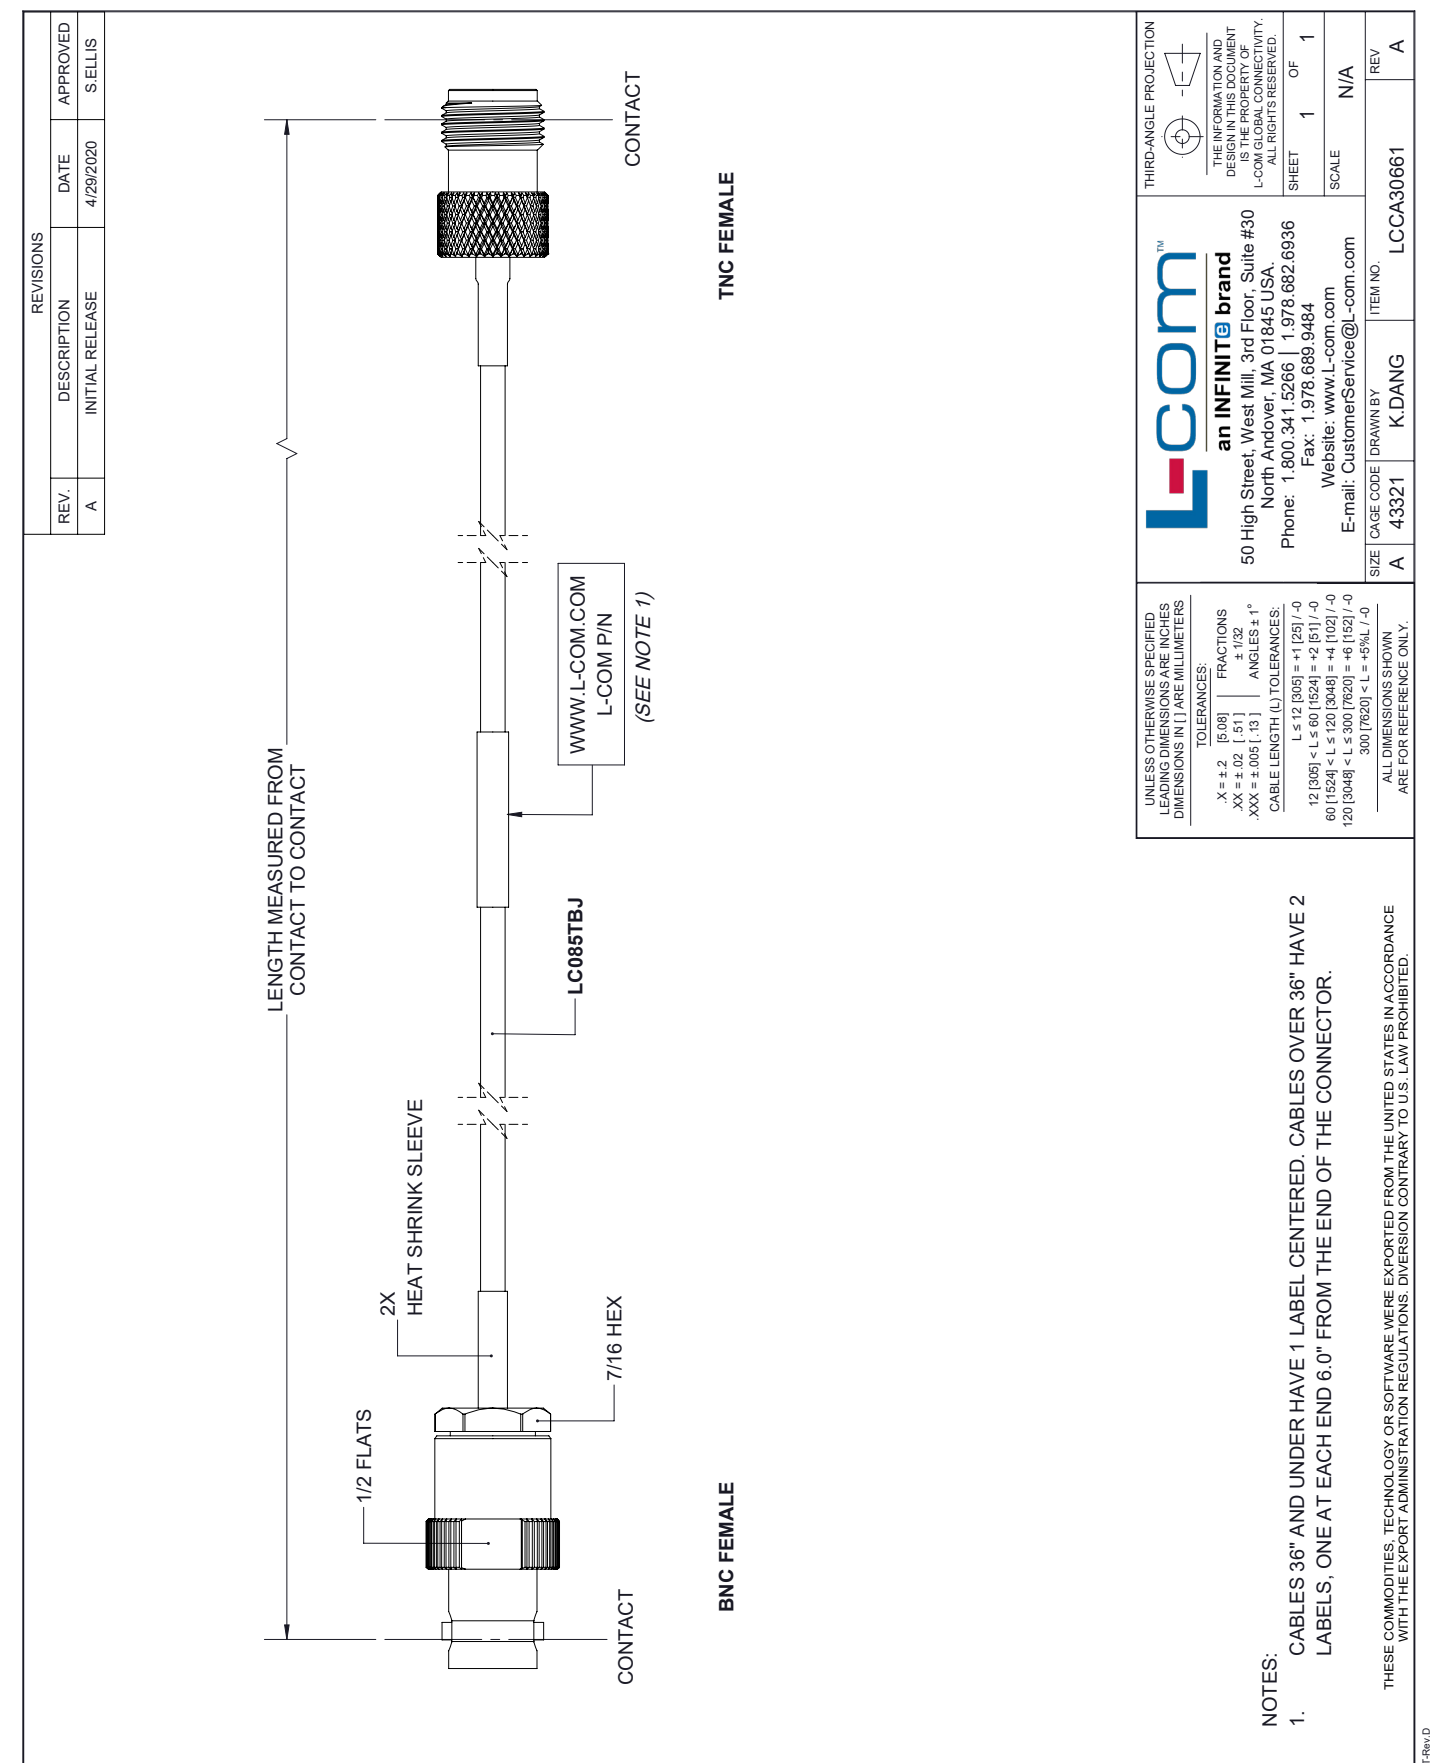 REVISIONS
REV.
DESCRIPTION
DATE
APPROVED
A
INITIAL RELEASE
4/29/2020
S.ELLIS
LENGTH MEASURED FROM
CONTACT TO CONTACT
1/2 FLATS
2X
HEAT SHRINK SLEEVE
7/16 HEX
LC085TBJ
WWW.L-COM.COM
L-COM P/N
(SEE NOTE 1)
CONTACT
CONTACT
BNC FEMALE
TNC FEMALE
NOTES:
1. CABLES 36" AND UNDER HAVE 1 LABEL CENTERED. CABLES OVER 36" HAVE 2
LABELS, ONE AT EACH END 6.0" FROM THE END OF THE CONNECTOR.
THESE COMMODITIES, TECHNOLOGY OR SOFTWARE WERE EXPORTED FROM THE UNITED STATES IN ACCORDANCE
WITH THE EXPORT ADMINISTRATION REGULATIONS. DIVERSION CONTRARY TO U.S. LAW PROHIBITED.
UNLESS OTHERWISE SPECIFIED
LEADING DIMENSIONS ARE INCHES
DIMENSIONS IN [ ] ARE MILLIMETERS
TOLERANCES:
.X = ±.2 [5.08] FRACTIONS
.XX = ±.02 [.51 ] ± 1/32
.XXX = ±.005 [.13 ] ANGLES ± 1°
CABLE LENGTH (L) TOLERANCES:
L ≤ 12 [305] = +1 [25] / -0
12 [305] < L ≤ 60 [1524] = +2 [51] / -0
60 [1524] < L ≤ 120 [3048] = +4 [102] / -0
120 [3048] < L ≤ 300 [7620] = +6 [152] / -0
300 [7620] < L = +5%L / -0
ALL DIMENSIONS SHOWN
ARE FOR REFERENCE ONLY.
L-com™
an INFINITe brand
50 High Street, West Mill, 3rd Floor, Suite #30
North Andover, MA 01845 USA.
Phone: 1.800.341.5266 | 1.978.682.6936
Fax: 1.978.689.9484
Website: www.L-com.com
E-mail: CustomerService@L-com.com
THIRD-ANGLE PROJECTION
THE INFORMATION AND
DESIGN IN THIS DOCUMENT
IS THE PROPERTY OF
L-COM GLOBAL CONNECTIVITY.
ALL RIGHTS RESERVED.
SHEET 1 OF 1
SCALE N/A
SIZE A
CAGE CODE 43321
DRAWN BY K.DANG
ITEM NO. LCCA30661
REV A
T-Rev.D